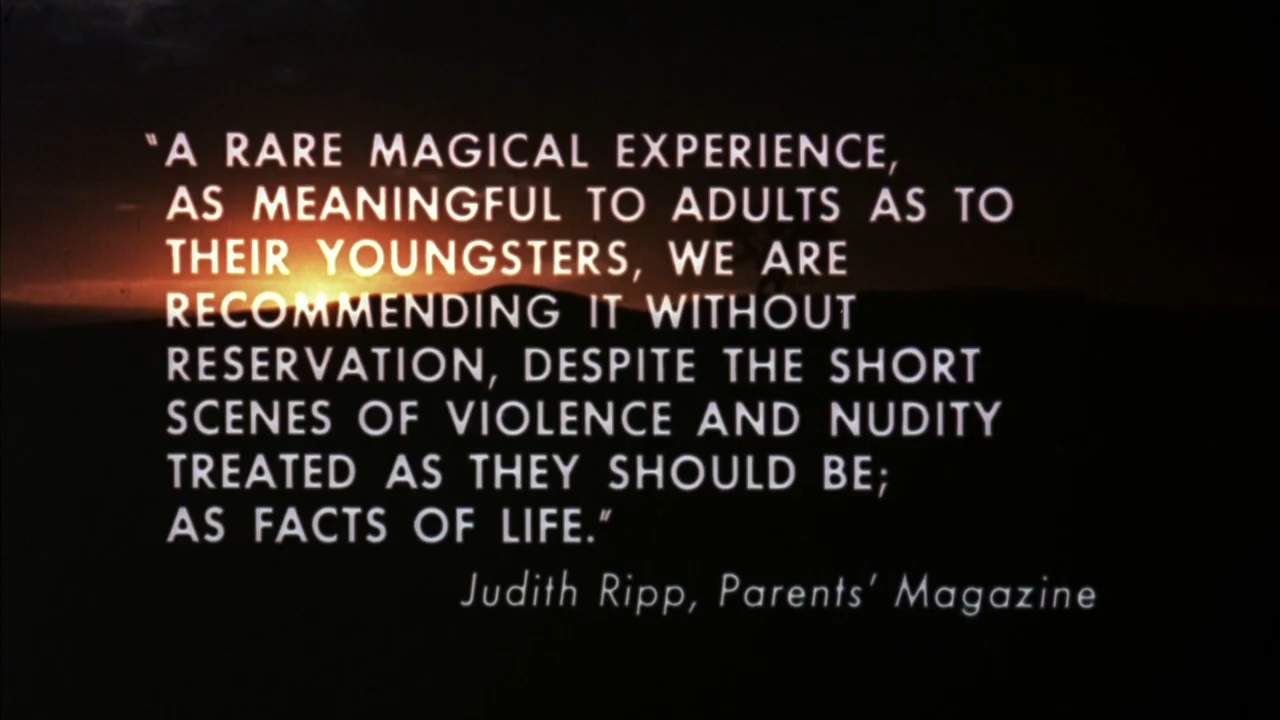 "A RARE MAGICAL EXPERIENCE,
AS MEANINGFUL TO ADULTS AS TO
THEIR YOUNGSTERS, WE ARE
RECOMMENDING IT WITHOUT
RESERVATION, DESPITE THE SHORT
SCENES OF VIOLENCE AND NUDITY
TREATED AS THEY SHOULD BE;
AS FACTS OF LIFE."
Judith Ripp, Parents' Magazine